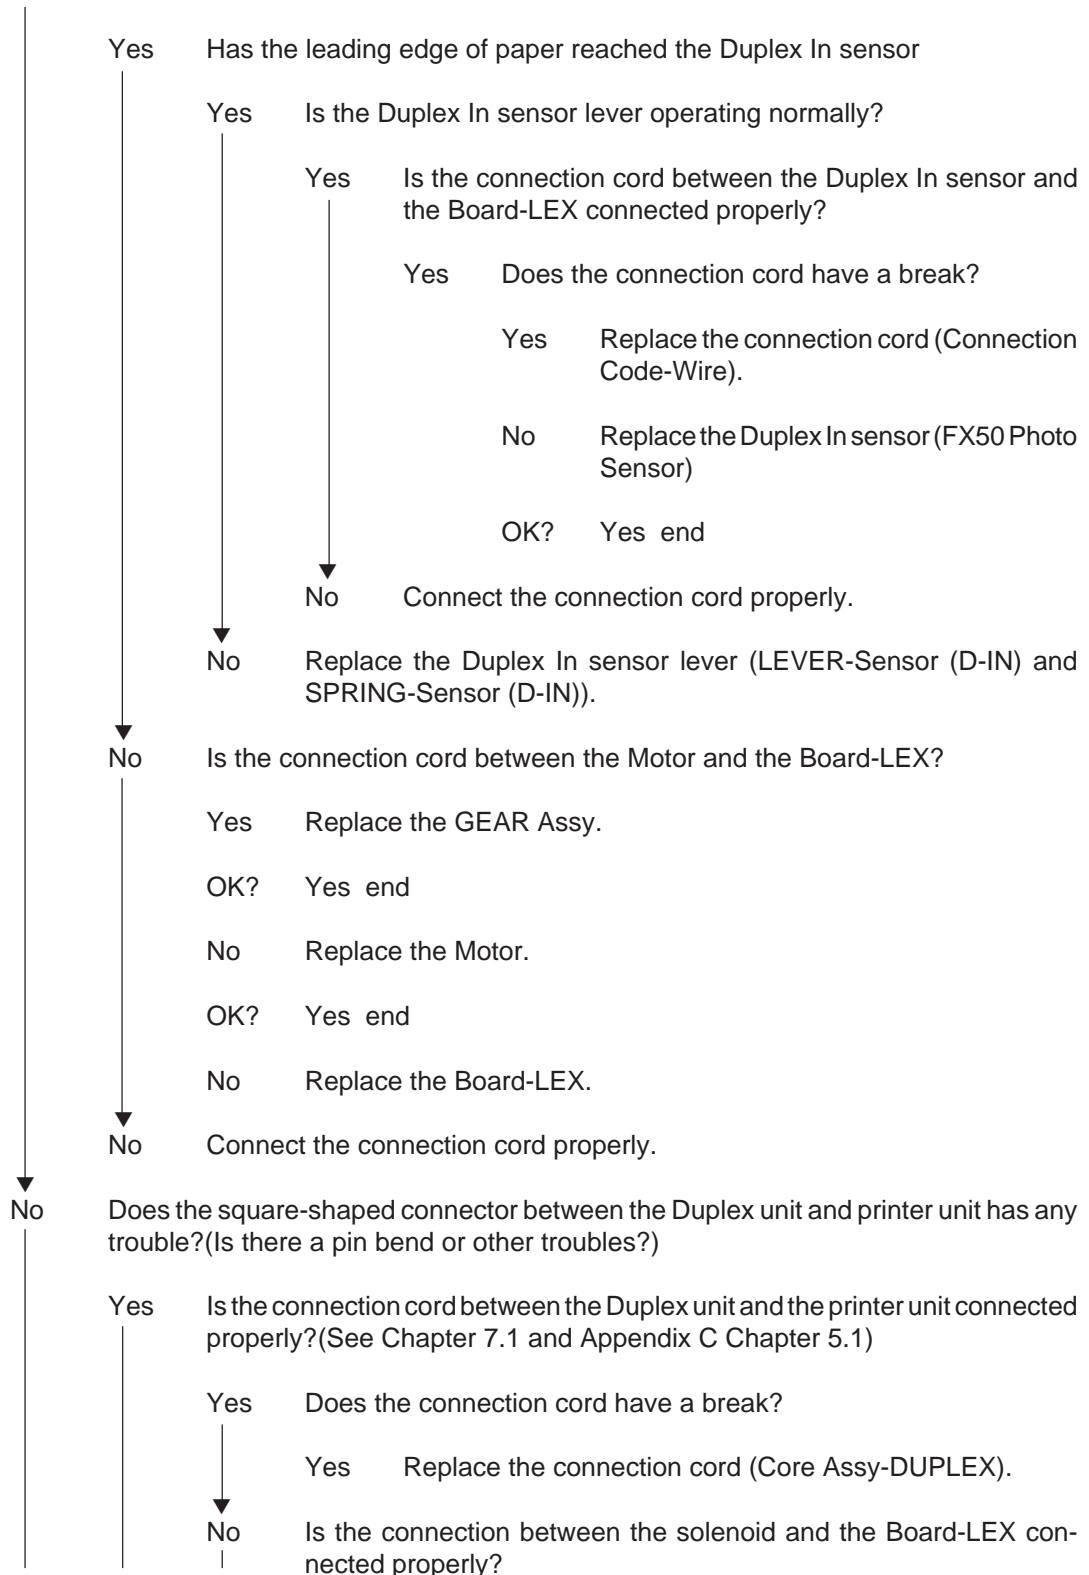 Yes Has the leading edge of paper reached the Duplex In sensor
Yes Is the Duplex In sensor lever operating normally?
Yes Is the connection cord between the Duplex In sensor and
the Board-LEX connected properly?
Yes Does the connection cord have a break?
Yes Replace the connection cord (Connection
Code-Wire).
No Replace the Duplex In sensor (FX50 Photo
Sensor)
OK? Yes end
No Connect the connection cord properly.
No Replace the Duplex In sensor lever (LEVER-Sensor (D-IN) and
SPRING-Sensor (D-IN)).
No Is the connection cord between the Motor and the Board-LEX?
Yes Replace the GEAR Assy.
OK? Yes end
No Replace the Motor.
OK? Yes end
No Replace the Board-LEX.
No Connect the connection cord properly.
No Does the square-shaped connector between the Duplex unit and printer unit has any
trouble?(Is there a pin bend or other troubles?)
Yes Is the connection cord between the Duplex unit and the printer unit connected
properly?(See Chapter 7.1 and Appendix C Chapter 5.1)
Yes Does the connection cord have a break?
Yes Replace the connection cord (Core Assy-DUPLEX).
No Is the connection between the solenoid and the Board-LEX con-
nected properly?